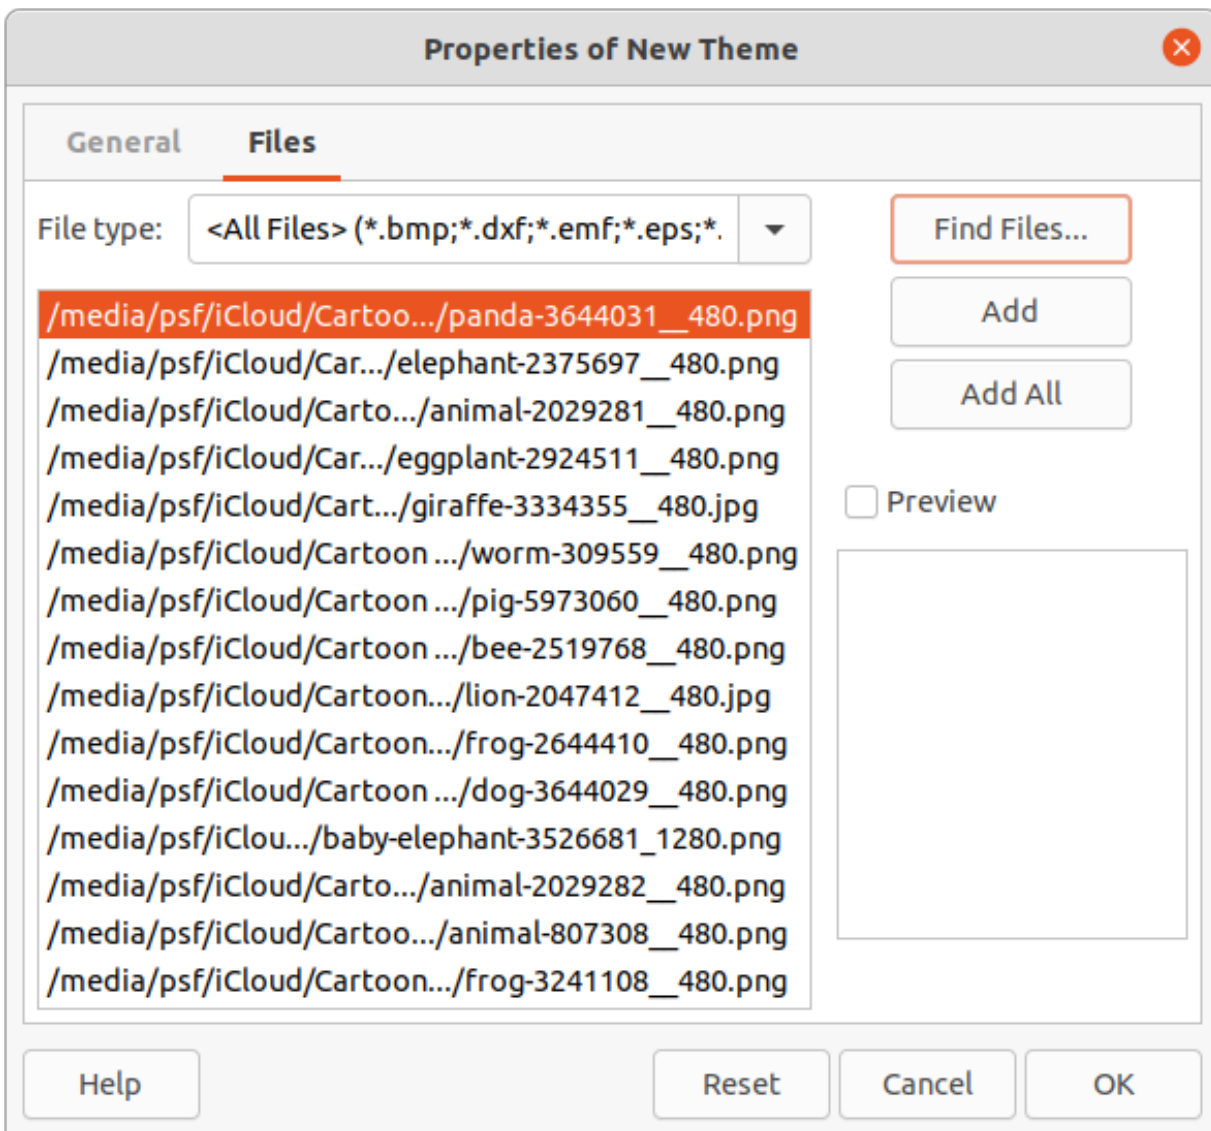 Properties of New Theme
General Files
File type: <All Files> (*.bmp;*.dxf;*.emf;*.eps;*. Find Files...
Add
Add All
Preview
/media/psf/iCloud/Cartoo.../panda-3644031__480.png
/media/psf/iCloud/Car.../elephant-2375697__480.png
/media/psf/iCloud/Carto.../animal-2029281__480.png
/media/psf/iCloud/Car.../eggplant-2924511__480.png
/media/psf/iCloud/Cart.../giraffe-3334355__480.jpg
/media/psf/iCloud/Cartoon .../worm-309559__480.png
/media/psf/iCloud/Cartoon .../pig-5973060__480.png
/media/psf/iCloud/Cartoon .../bee-2519768__480.png
/media/psf/iCloud/Cartoon.../lion-2047412__480.jpg
/media/psf/iCloud/Cartoon.../frog-2644410__480.png
/media/psf/iCloud/Cartoon .../dog-3644029__480.png
/media/psf/iClou.../baby-elephant-3526681_1280.png
/media/psf/iCloud/Carto.../animal-2029282__480.png
/media/psf/iCloud/Cartoo.../animal-807308__480.png
/media/psf/iCloud/Cartoon.../frog-3241108__480.png
Help Reset Cancel OK